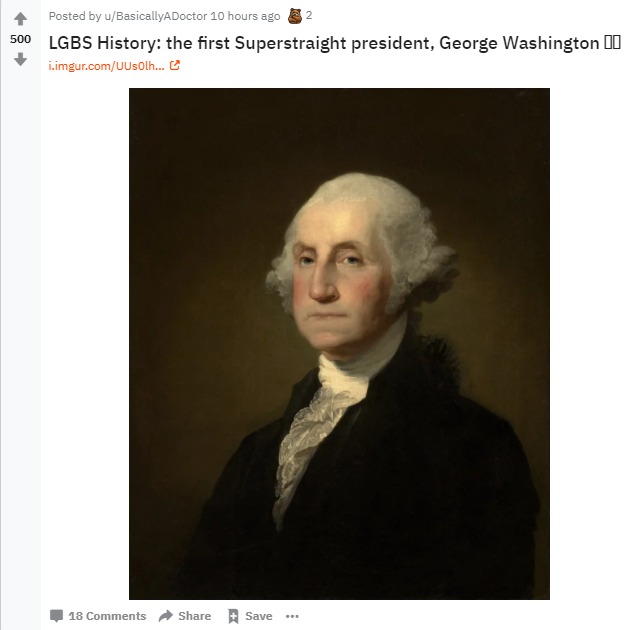 Posted by u/BasicallyADoctor 10 hours ago 2
500
LGBS History: the first Superstraight president, George Washington
i.imgur.com/UUs0lh...
18 Comments Share Save ...